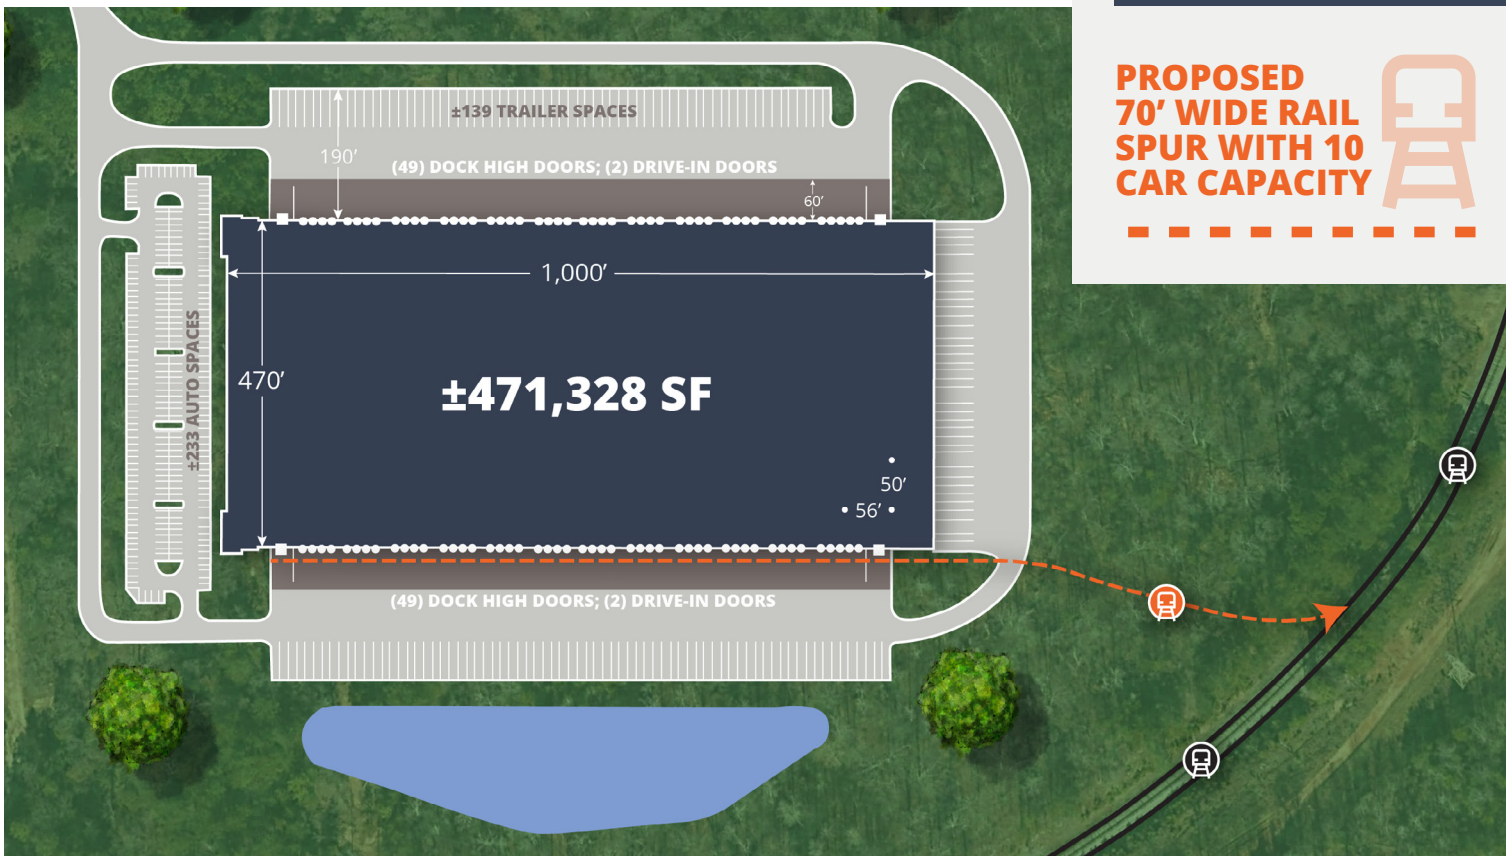 PROPOSED
70’ WIDE RAIL
SPUR WITH 10
CAR CAPACITY
±139 TRAILER SPACES
190’
(49) DOCK HIGH DOORS; (2) DRIVE-IN DOORS
60’
1,000’
±233 AUTO SPACES
470’
±471,328 SF
50’
56’
(49) DOCK HIGH DOORS; (2) DRIVE-IN DOORS